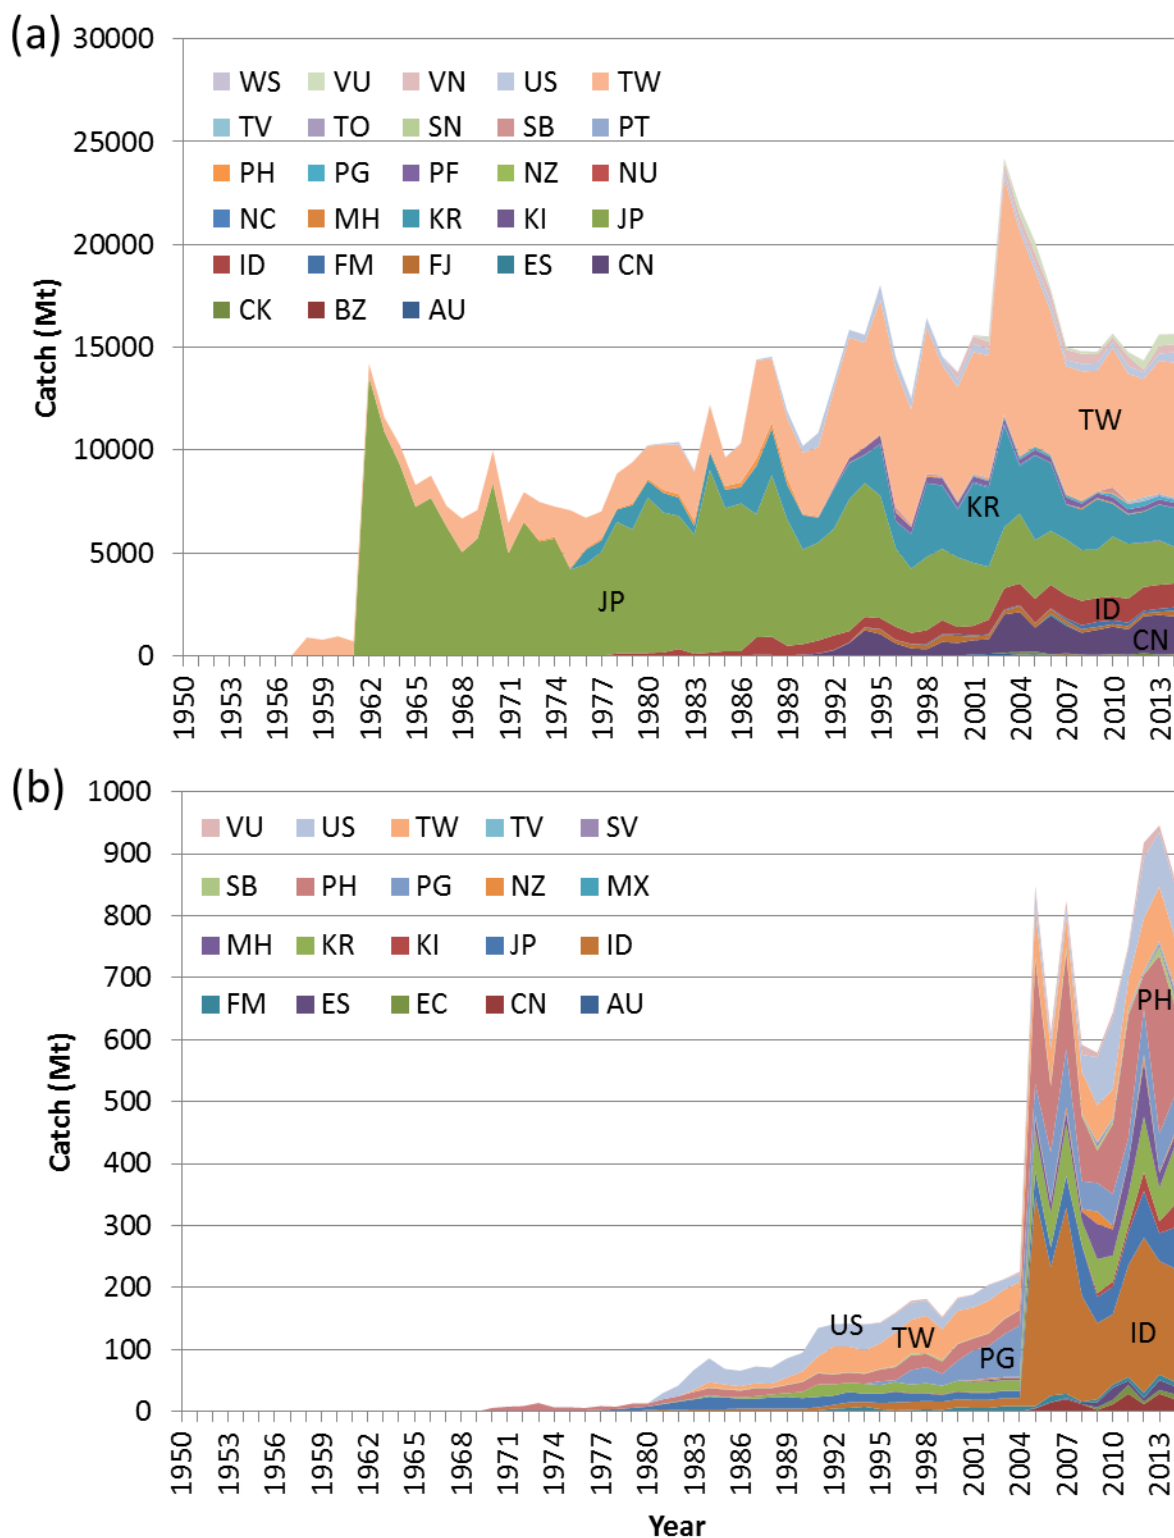 (a)
30000
25000
20000
15000
10000
5000
0
Catch (Mt)
WS VU VN US TW
TV TO SN SB PT
PH PG PF NZ NU
NC MH KR KI JP
ID FM FJ ES CN
CK BZ AU
TW
KR
JP
ID
CN
1950 1953 1956 1959 1962 1965 1968 1971 1974 1977 1980 1983 1986 1989 1992 1995 1998 2001 2004 2007 2010 2013
(b)
1000
900
800
700
600
500
400
300
200
100
0
Catch (Mt)
VU US TW TV SV
SB PH PG NZ MX
MH KR KI JP ID
FM ES EC CN AU
PH
US
TW
PG
ID
1950 1953 1956 1959 1962 1965 1968 1971 1974 1977 1980 1983 1986 1989 1992 1995 1998 2001 2004 2007 2010 2013
Year